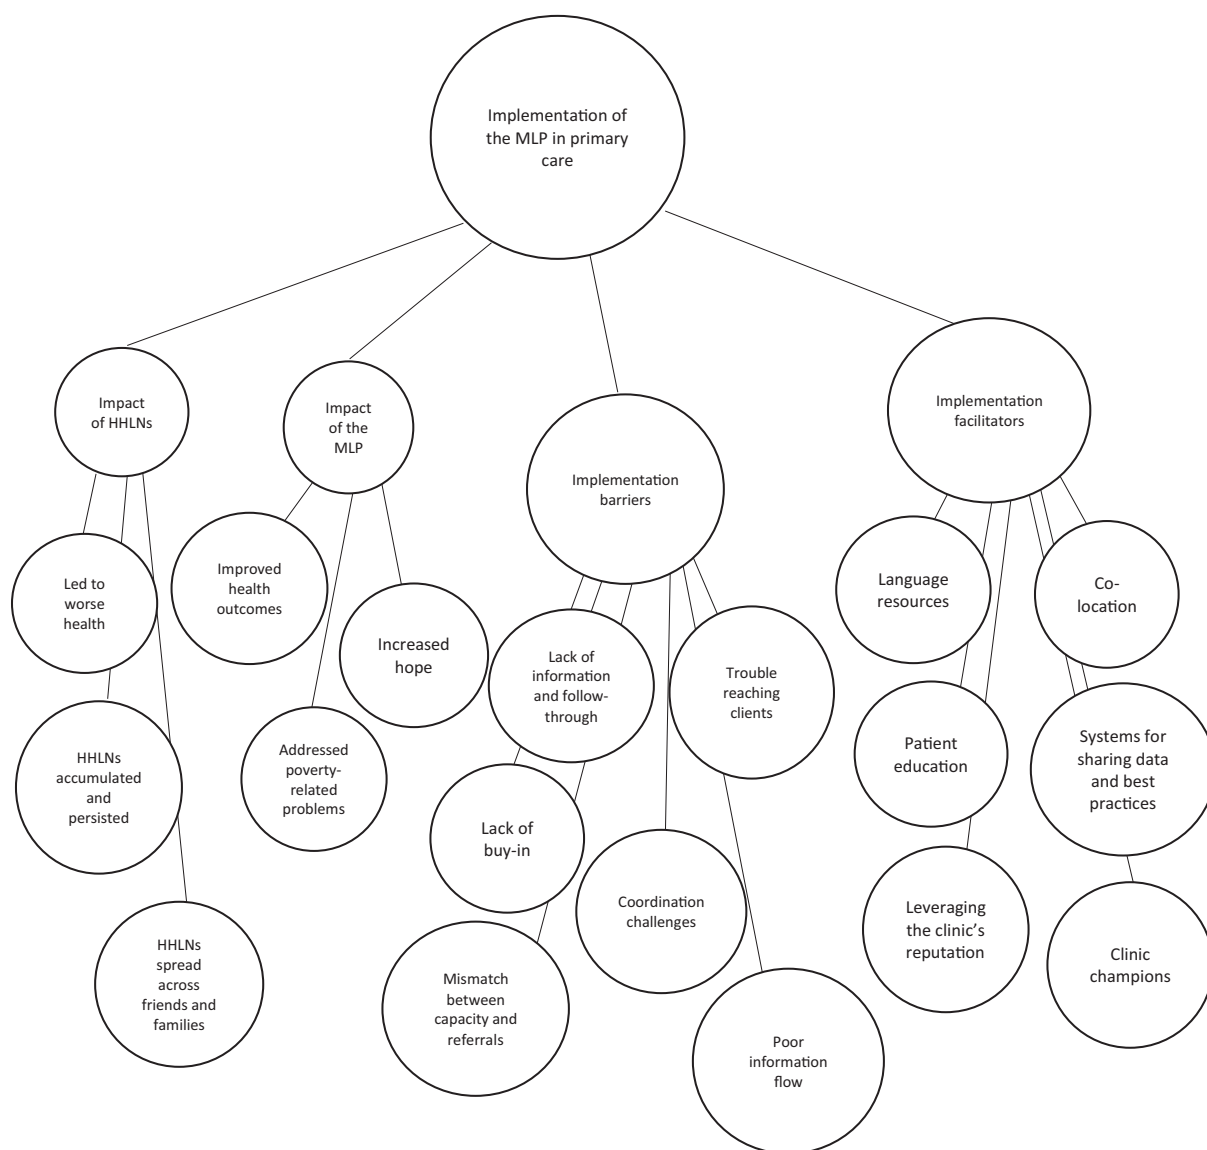 Implementation of
the MLP in primary
care
Impact
of HHLNs
Impact
of the
MLP
Implementation
barriers
Implementation
facilitators
Led to
worse
health
HHLNs
accumulated
and
persisted
HHLNs
spread
across
friends and
families
Improved
health
outcomes
Increased
hope
Addressed
poverty-
related
problems
Lack of
information
and follow-
through
Trouble
reaching
clients
Lack of
buy-in
Coordination
challenges
Mismatch
between
capacity and
referrals
Poor
information
flow
Language
resources
Co-
location
Patient
education
Systems for
sharing data
and best
practices
Leveraging
the clinic’s
reputation
Clinic
champions